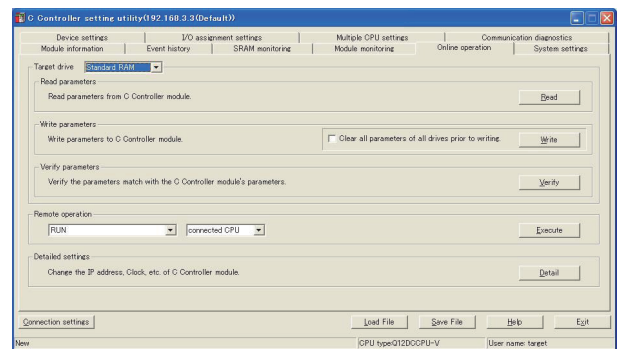 C Controller setting utility(192.168.3.3(Default))
Device settings I/O assignment settings Multiple CPU settings Communication diagnostics
Module information Event history SRAM monitoring Module monitoring Online operation System settings
Target drive Standard RAM
Read parameters
Read parameters from C Controller module. Read
Write parameters
Write parameters to C Controller module. Clear all parameters of all drives prior to writing. Write
Verify parameters
Verify the parameters match with the C Controller module's parameters. Verify
Remote operation
RUN connected CPU Execute
Detailed settings
Change the IP address, Clock, etc. of C Controller module. Detail
Connection settings Load File Save File Help Exit
New CPU type:Q12DCCPU-V User name: target